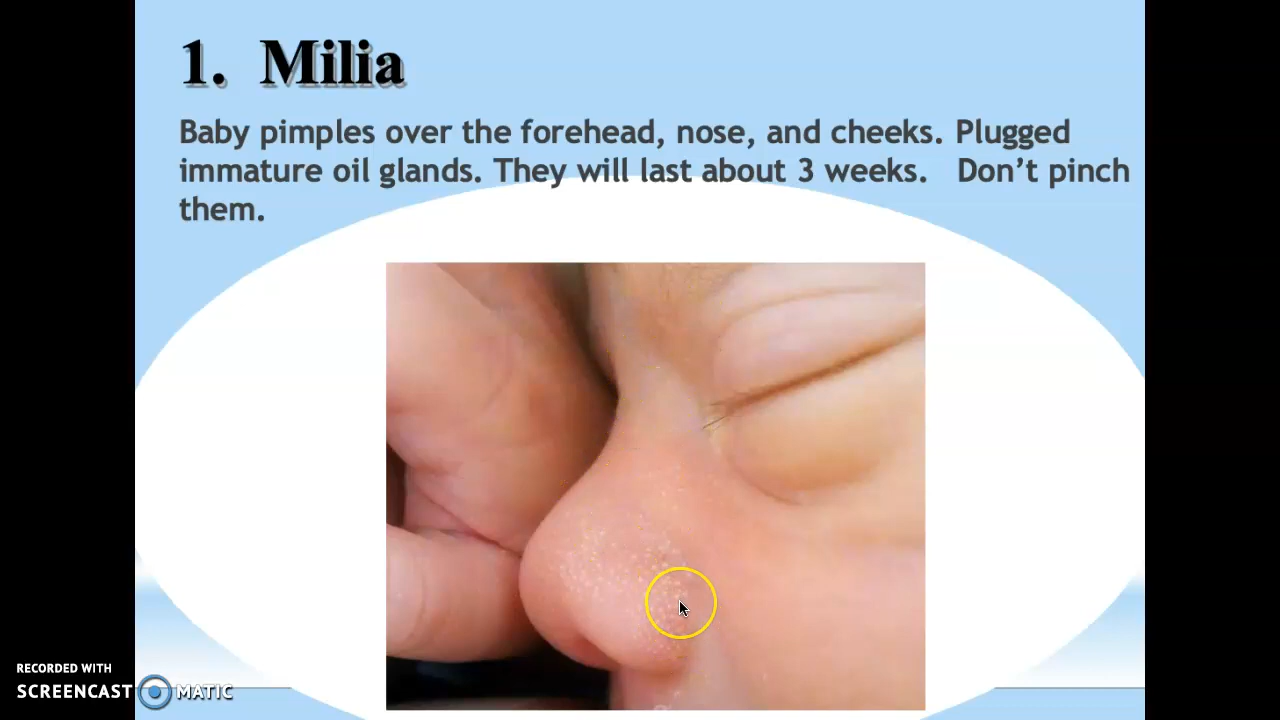 1. Milia
Baby pimples over the forehead, nose, and cheeks. Plugged
immature oil glands. They will last about 3 weeks. Don’t pinch
them.
RECORDED WITH
SCREENCAST MATIC